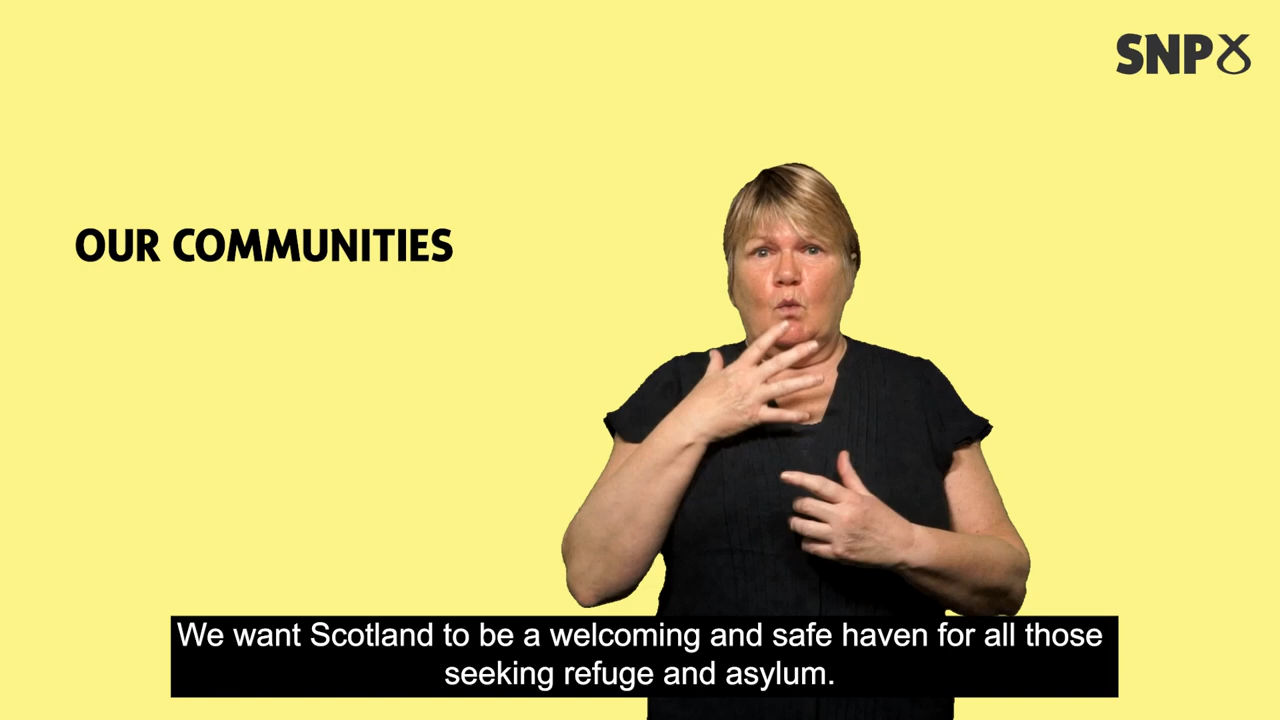 SNP
OUR COMMUNITIES
We want Scotland to be a welcoming and safe haven for all those
seeking refuge and asylum.